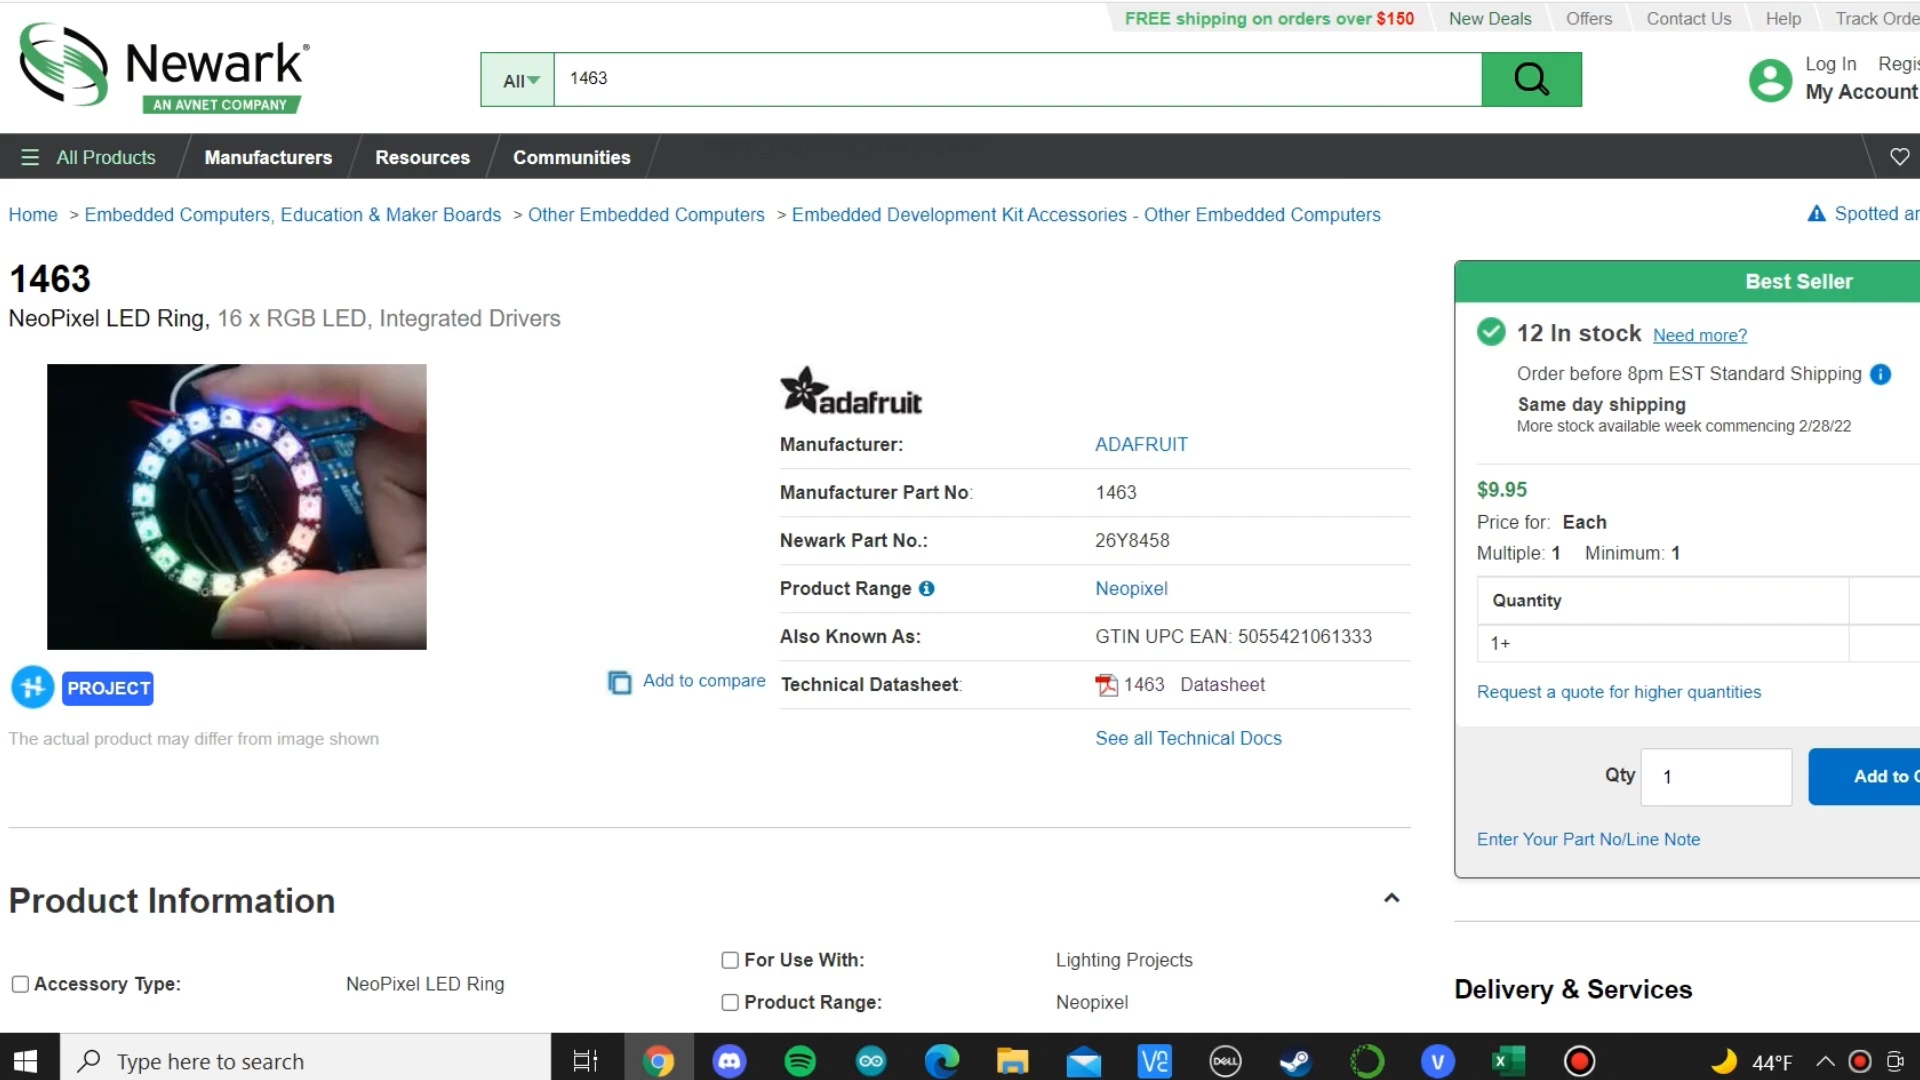 FREE shipping on orders over $150
New Deals
Offers
Contact Us
Help
Track Orde
Newark®
AN AVNET COMPANY
All
1463
Log In Regis
My Account
All Products
Manufacturers
Resources
Communities
Home > Embedded Computers, Education & Maker Boards > Other Embedded Computers > Embedded Development Kit Accessories - Other Embedded Computers
Spotted an
1463
NeoPixel LED Ring, 16 x RGB LED, Integrated Drivers
PROJECT
The actual product may differ from image shown
Add to compare
adafruit
Manufacturer: ADAFRUIT
Manufacturer Part No: 1463
Newark Part No.: 26Y8458
Product Range Neopixel
Also Known As: GTIN UPC EAN: 5055421061333
Technical Datasheet: 1463 Datasheet
See all Technical Docs
Best Seller
12 In stock Need more?
Order before 8pm EST Standard Shipping
Same day shipping
More stock available week commencing 2/28/22
$9.95
Price for: Each
Multiple: 1 Minimum: 1
Quantity
1+
Request a quote for higher quantities
Qty 1
Add to C
Enter Your Part No/Line Note
Product Information
Accessory Type: NeoPixel LED Ring
For Use With: Lighting Projects
Product Range: Neopixel
Delivery & Services
Type here to search
DELL
V
44°F